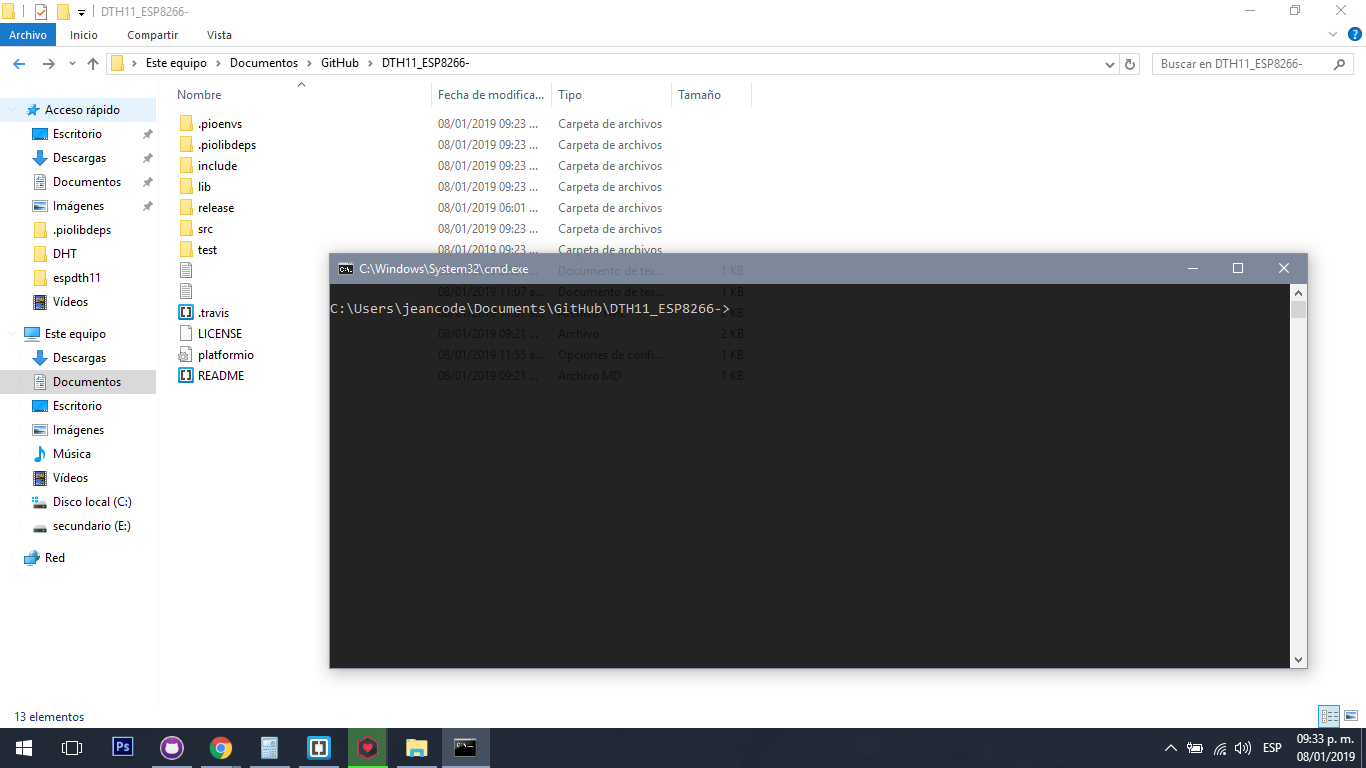 DTH11_ESP8266-
Archivo Inicio Compartir Vista
Este equipo Documentos GitHub DTH11_ESP8266-
Buscar en DTH11_ESP8266-
Nombre Fecha de modifica... Tipo Tamaño
Acceso rápido
Escritorio
Descargas
Documentos
Imágenes
.piolibdeps
DHT
espdth11
Vídeos
Este equipo
Descargas
Documentos
Escritorio
Imágenes
Música
Vídeos
Disco local (C:)
secundario (E:)
Red
.pioenvs 08/01/2019 09:23 ... Carpeta de archivos
.piolibdeps 08/01/2019 09:23 ... Carpeta de archivos
include 08/01/2019 09:23 ... Carpeta de archivos
lib 08/01/2019 09:23 ... Carpeta de archivos
release 08/01/2019 06:01 ... Carpeta de archivos
src 08/01/2019 09:23 ... Carpeta de archivos
test 08/01/2019 09:23 ... Carpeta de archivos
Documento de tex... 1 KB
08/01/2019 11:07 a... Documento de tex... 1 KB
.travis
LICENSE 08/01/2019 09:21 ... Archivo 2 KB
platformio 08/01/2019 11:55 a... Opciones de confi... 1 KB
README 08/01/2019 09:21 ... Archivo MD 1 KB
C:\Windows\System32\cmd.exe
C:\Users\jeancode\Documents\GitHub\DTH11_ESP8266->
13 elementos
Ps
ESP
09:33 p. m.
08/01/2019